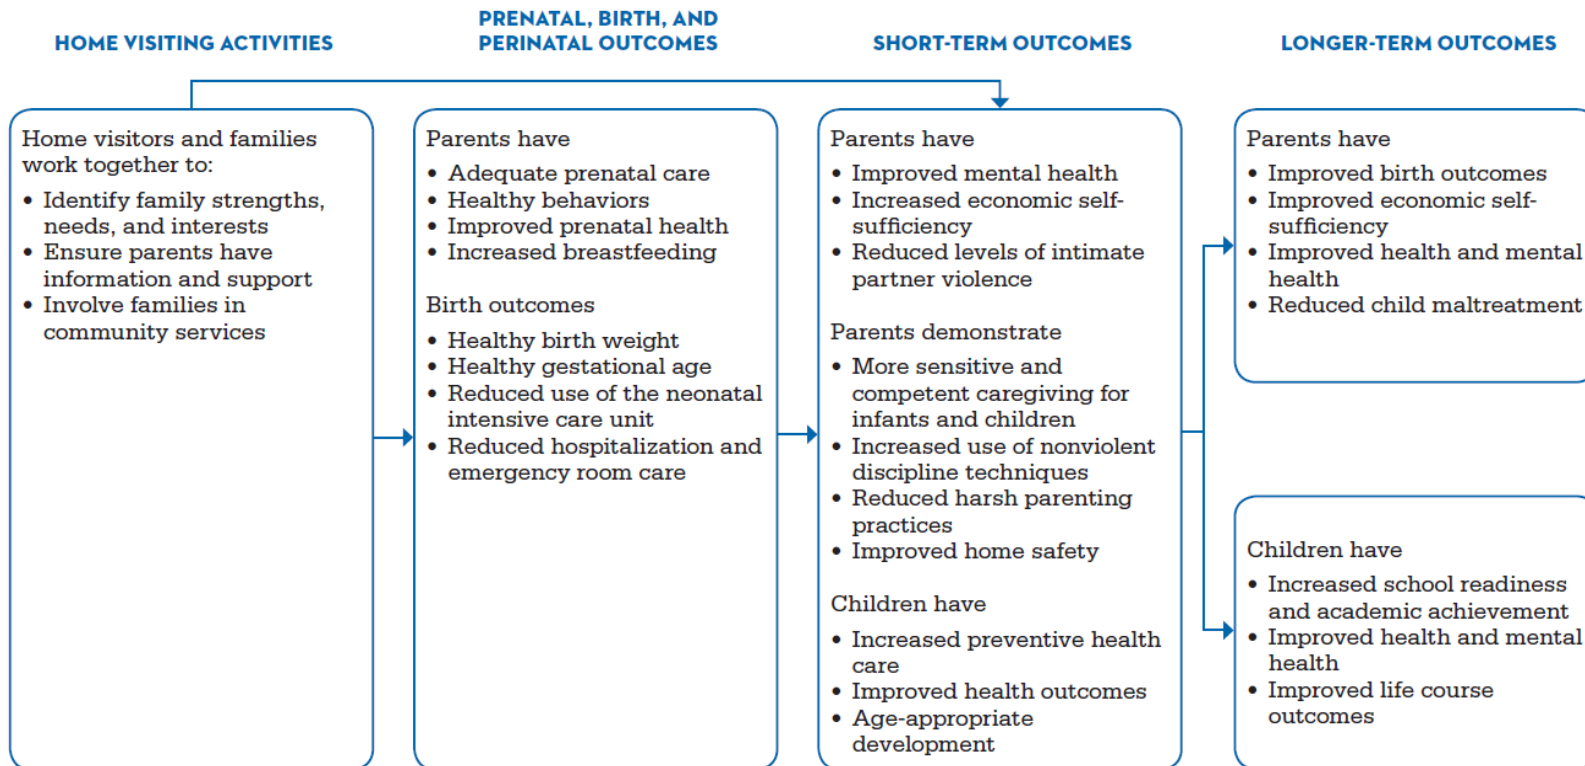 HOME VISITING ACTIVITIES
PRENATAL, BIRTH, AND
PERINATAL OUTCOMES
SHORT-TERM OUTCOMES
LONGER-TERM OUTCOMES
Home visitors and families
work together to:
• Identify family strengths,
needs, and interests
• Ensure parents have
information and support
• Involve families in
community services
Parents have
• Adequate prenatal care
• Healthy behaviors
• Improved prenatal health
• Increased breastfeeding
Birth outcomes
• Healthy birth weight
• Healthy gestational age
• Reduced use of the neonatal
intensive care unit
• Reduced hospitalization and
emergency room care
Parents have
• Improved mental health
• Increased economic self-
sufficiency
• Reduced levels of intimate
partner violence
Parents demonstrate
• More sensitive and
competent caregiving for
infants and children
• Increased use of nonviolent
discipline techniques
• Reduced harsh parenting
practices
• Improved home safety
Children have
• Increased preventive health
care
• Improved health outcomes
• Age-appropriate
development
Parents have
• Improved birth outcomes
• Improved economic self-
sufficiency
• Improved health and mental
health
• Reduced child maltreatment
Children have
• Increased school readiness
and academic achievement
• Improved health and mental
health
• Improved life course
outcomes